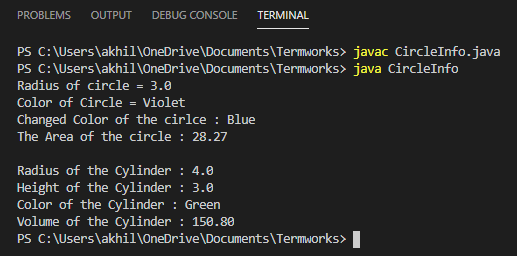 PROBLEMS OUTPUT DEBUG CONSOLE TERMINAL
PS C:\Users\akhil\OneDrive\Documents\Termworks> javac CircleInfo.java
PS C:\Users\akhil\OneDrive\Documents\Termworks> java CircleInfo
Radius of circle = 3.0
Color of Circle = Violet
Changed Color of the cirlce : Blue
The Area of the circle : 28.27
Radius of the Cylinder : 4.0
Height of the Cylinder : 3.0
Color of the Cylinder : Green
Volume of the Cylinder : 150.80
PS C:\Users\akhil\OneDrive\Documents\Termworks>